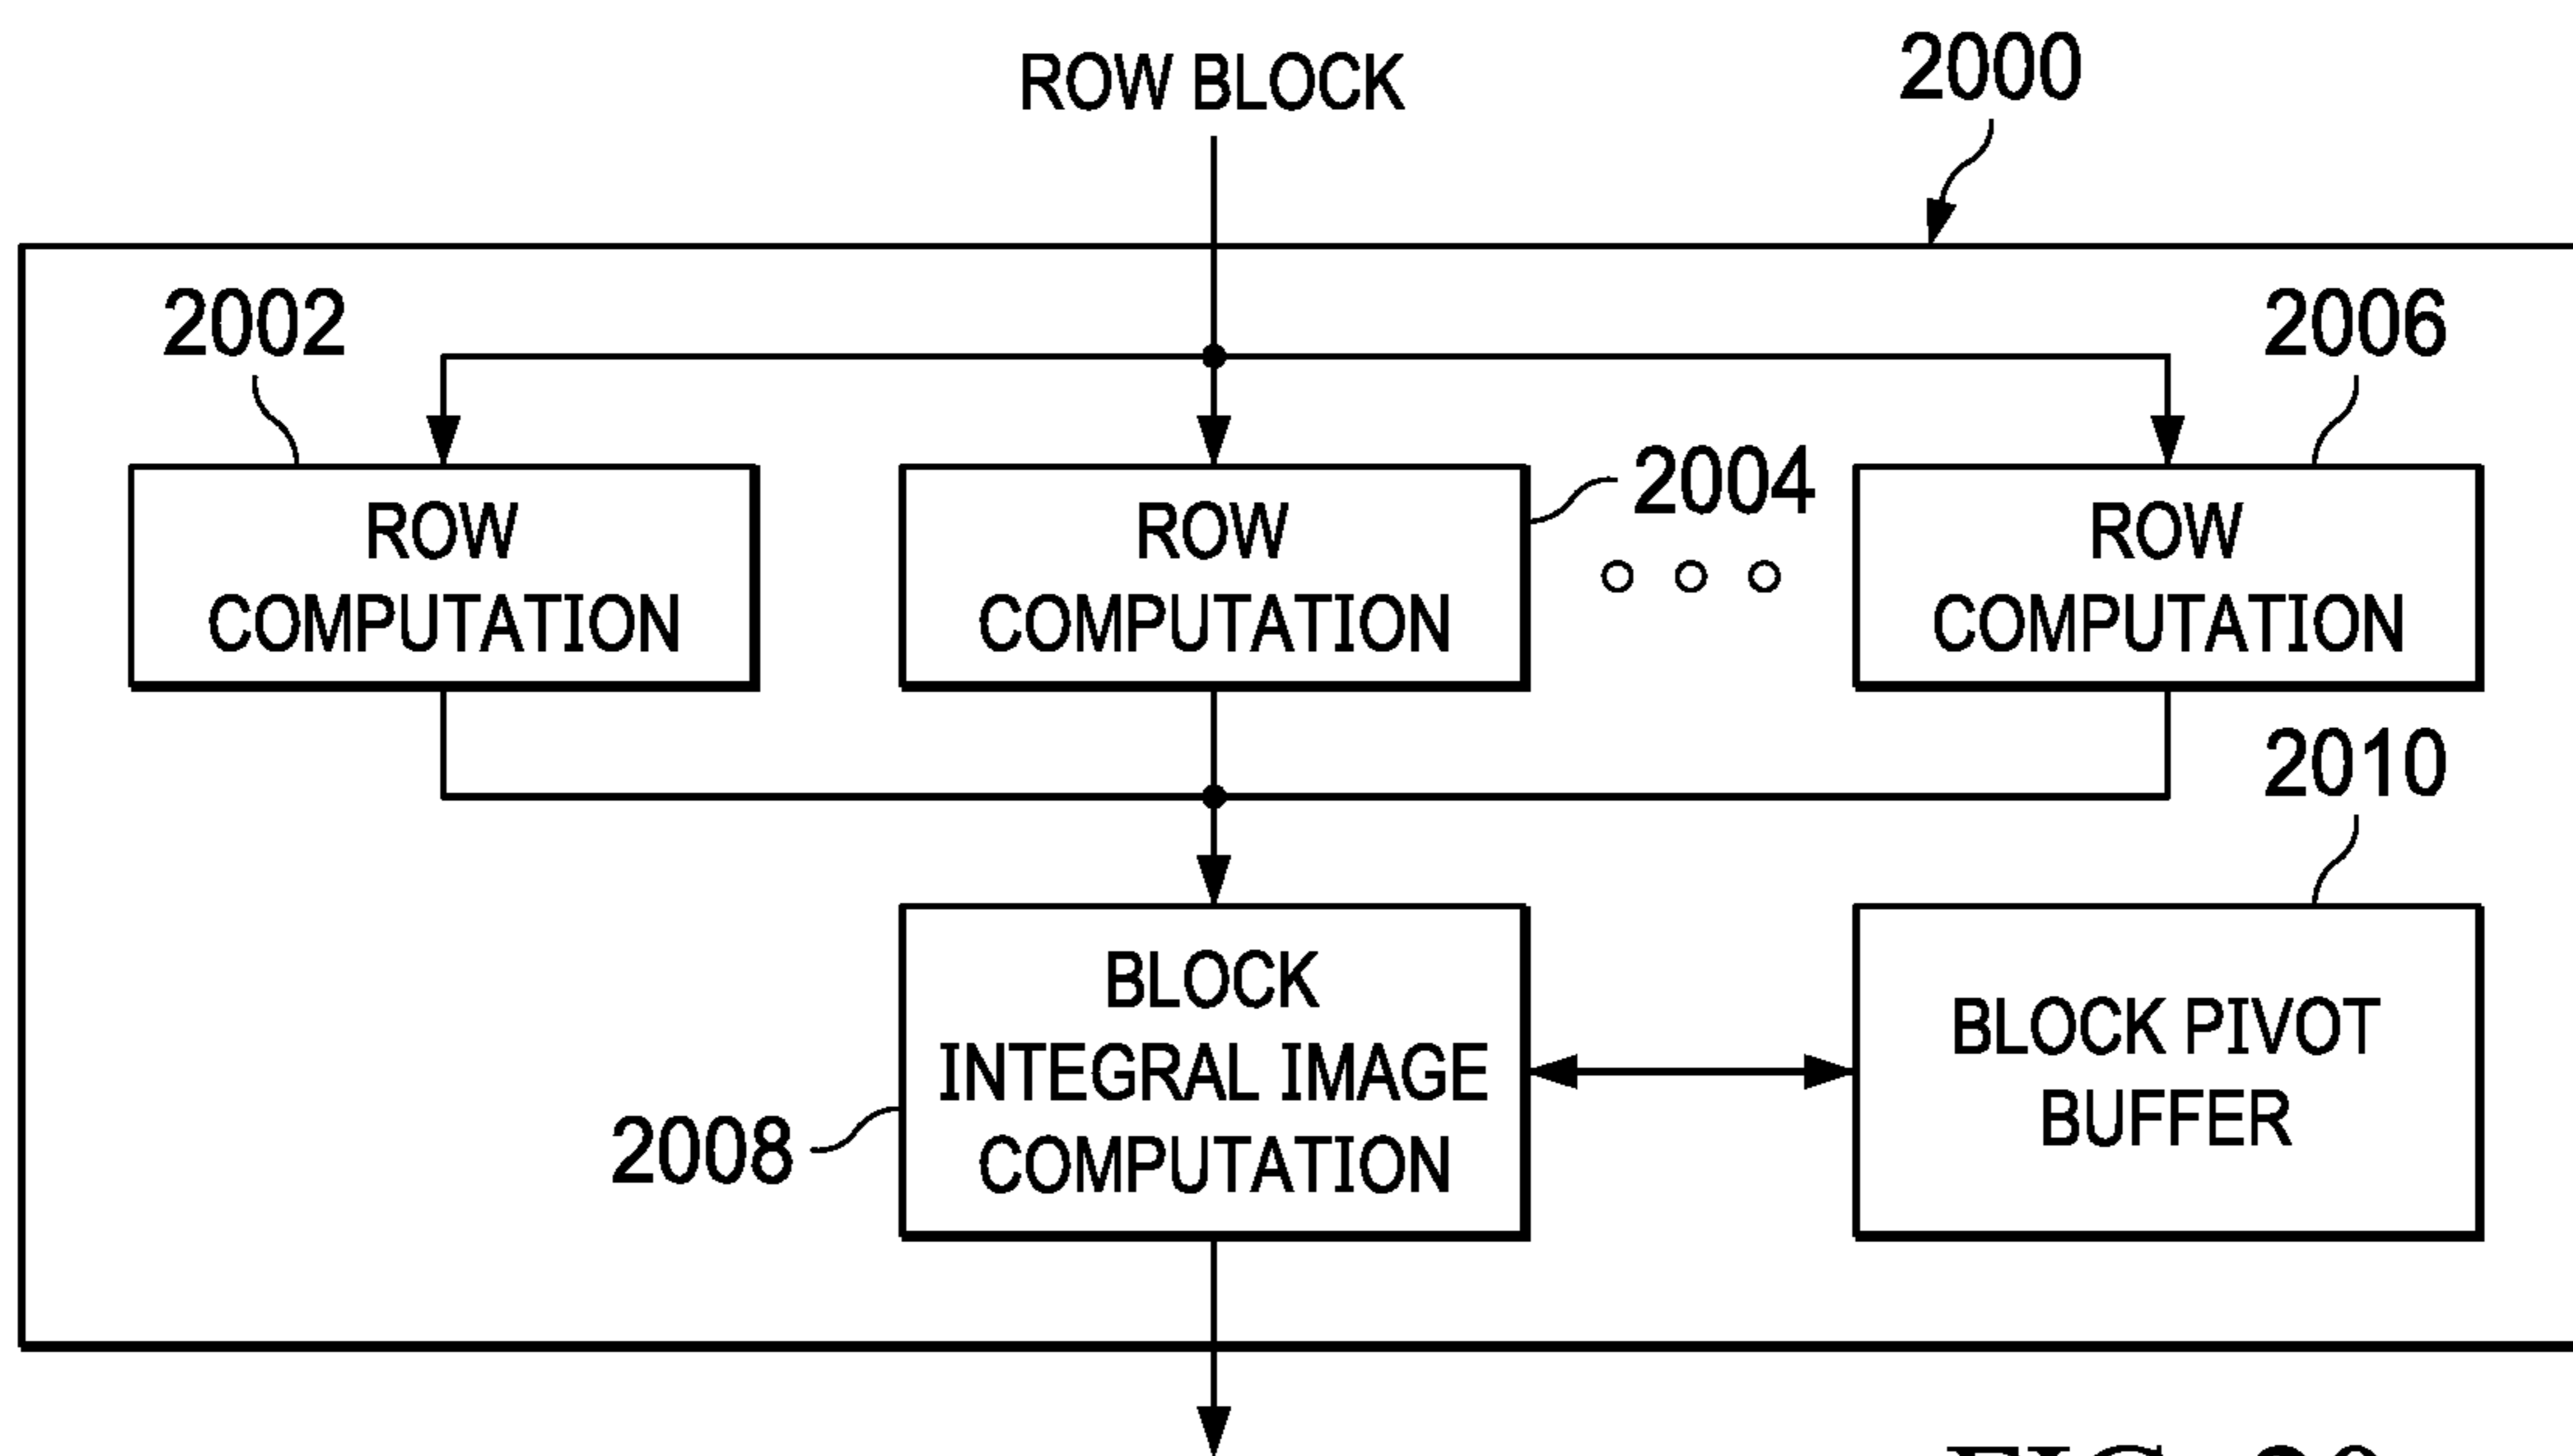 ROW BLOCK
2000
2002
2006
2004
ROW
COMPUTATION
ROW
COMPUTATION
ROW
COMPUTATION
2010
BLOCK
INTEGRAL IMAGE
COMPUTATION
BLOCK PIVOT
BUFFER
2008